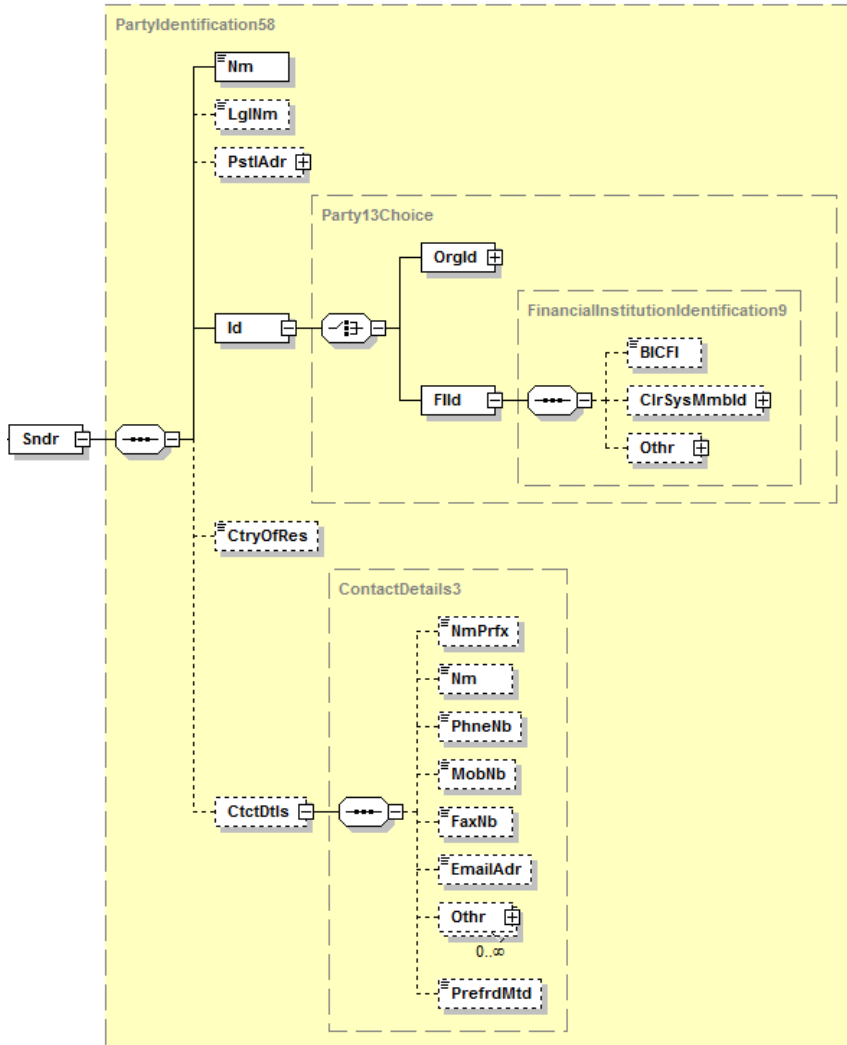 PartyIdentification58
Nm
LglNm
PstlAdr
Party13Choice
OrgId
FinancialInstitutionIdentification9
Id
BICFI
FIId
ClrSysMmbId
Sndr
Othr
CtryOfRes
ContactDetails3
NmPrfx
Nm
PhneNb
MobNb
CtctDtls
FaxNb
EmailAdr
Othr
0..∞
PrefrdMtd